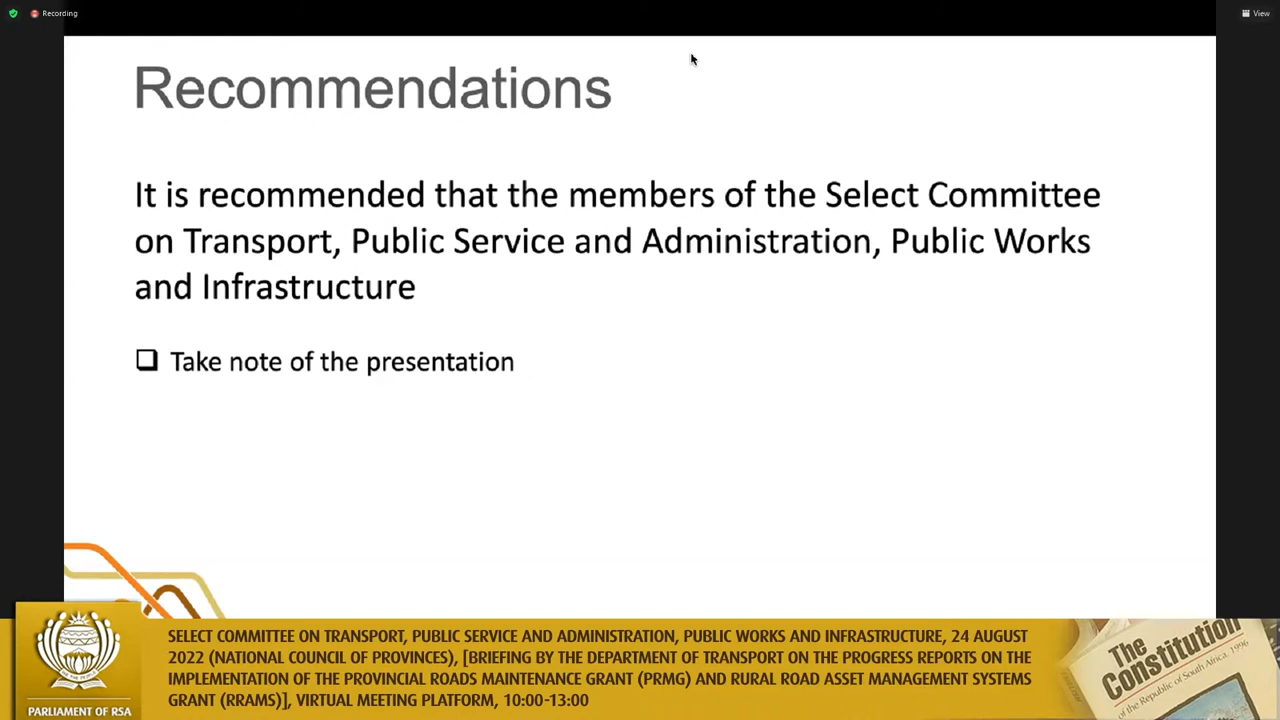 Recording
View
Recommendations
It is recommended that the members of the Select Committee
on Transport, Public Service and Administration, Public Works
and Infrastructure
Take note of the presentation
SELECT COMMITTEE ON TRANSPORT, PUBLIC SERVICE AND ADMINISTRATION, PUBLIC WORKS AND INFRASTRUCTURE, 24 AUGUST
2022 (NATIONAL COUNCIL OF PROVINCES), [BRIEFING BY THE DEPARTMENT OF TRANSPORT ON THE PROGRESS REPORTS ON THE
IMPLEMENTATION OF THE PROVINCIAL ROADS MAINTENANCE GRANT (PRMG) AND RURAL ROAD ASSET MANAGEMENT SYSTEMS
GRANT (RRAMS)], VIRTUAL MEETING PLATFORM, 10:00-13:00
PARLIAMENT OF RSA
The
Constitution
of the Republic of South Africa, 1996